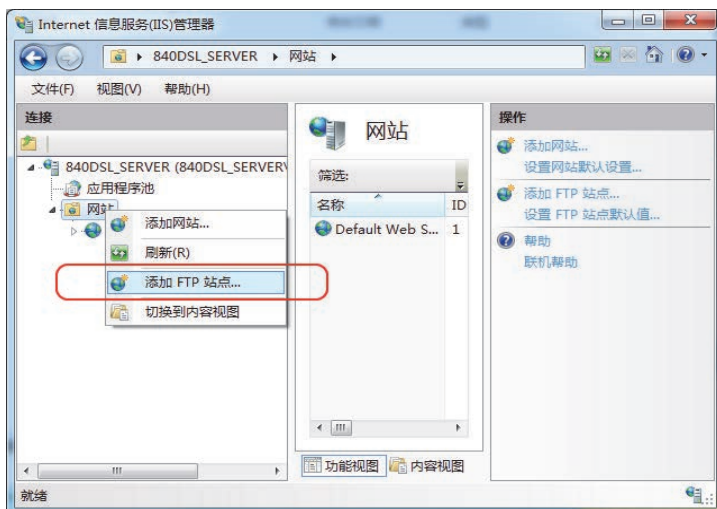 Internet 信息服务(IIS)管理器
840DSL_SERVER 网站
文件(F) 视图(V) 帮助(H)
连接
840DSL_SERVER (840DSL_SERVER\
应用程序池
网站
添加网站...
刷新(R)
添加 FTP 站点...
切换到内容视图
网站
筛选:
名称 ID
Default Web S... 1
功能视图 内容视图
操作
添加网站...
设置网站默认设置...
添加 FTP 站点...
设置 FTP 站点默认值...
帮助
联机帮助
就绪